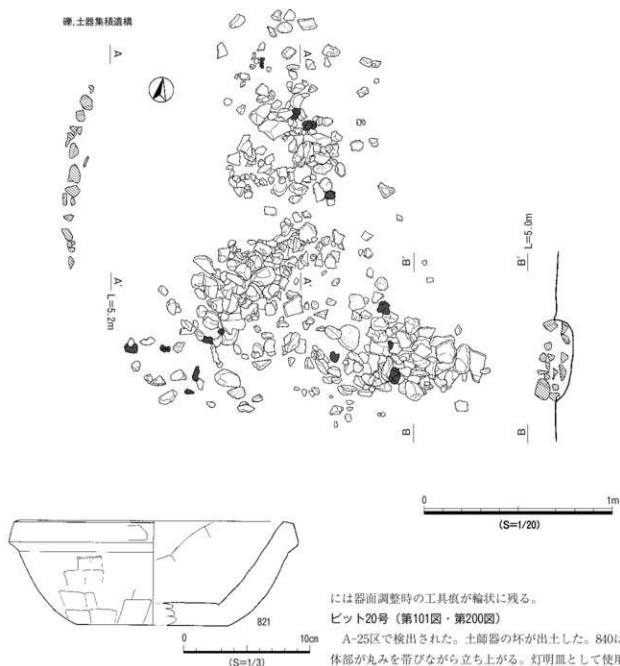 礫,土器集積遺構
A
A
A'
L=5.2m
A'
B'
B'
L=5.0m
B
B
0
1m
(S=1/20)
821
0
10cm
(S=1/3)
には器面調整時の工具痕が輪状に残る。
ピット20号(第101図・第200図)
A-25区で検出された。土師器の坏が出土した。840に
体部が丸みを帯びながら立ち上がる。灯明皿として使用